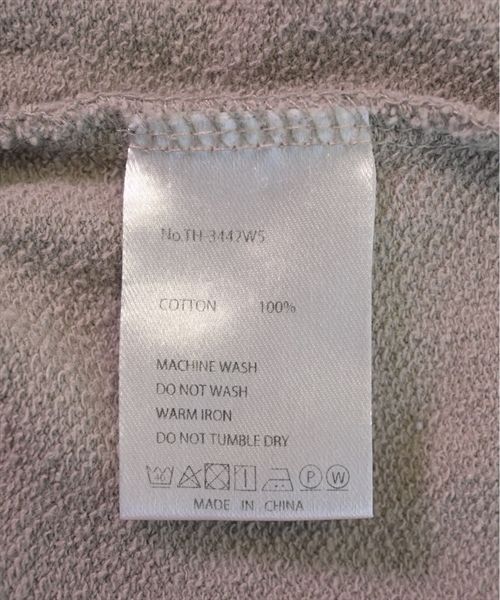 No.TH-3442W5
COTTON 100%
MACHINE WASH
DO NOT WASH
WARM IRON
DO NOT TUMBLE DRY
40 P W
MADE IN CHINA